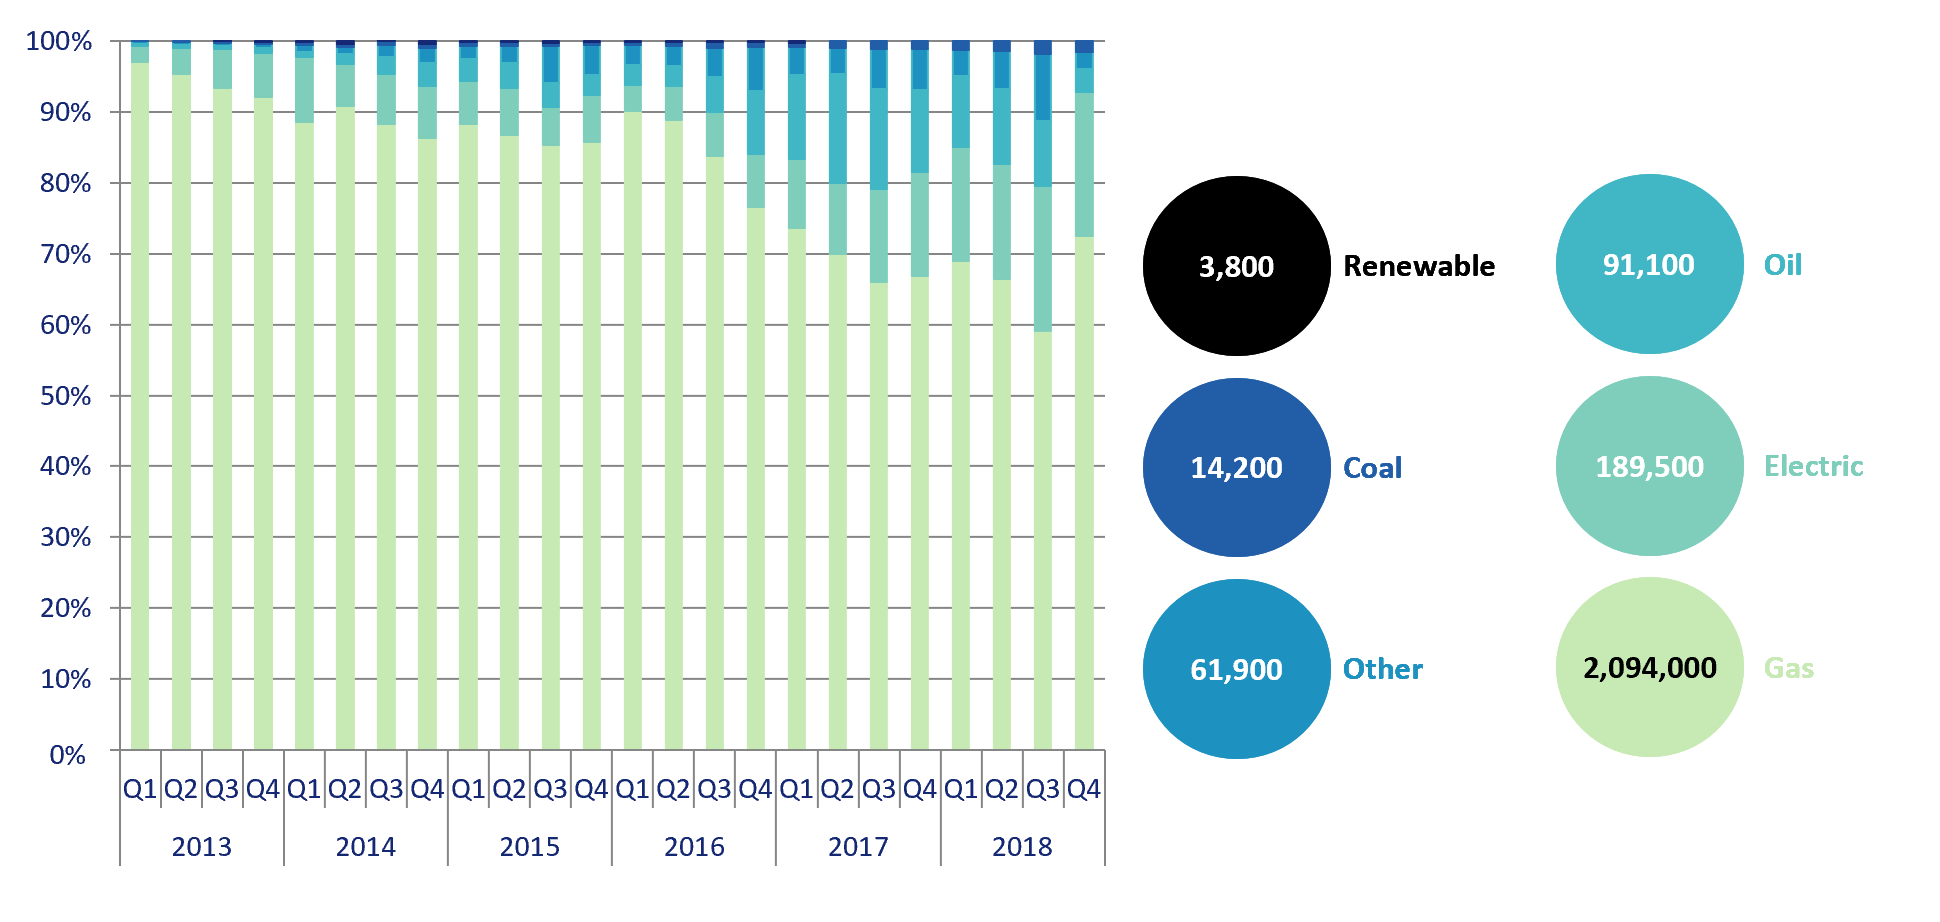 100%
90%
80%
70%
60%
50%
40%
30%
20%
10%
0%
Q1 Q2 Q3 Q4 Q1 Q2 Q3 Q4 Q1 Q2 Q3 Q4 Q1 Q2 Q3 Q4 Q1 Q2 Q3 Q4 Q1 Q2 Q3 Q4
2013 2014 2015 2016 2017 2018
3,800 Renewable
91,100 Oil
14,200 Coal
189,500 Electric
61,900 Other
2,094,000 Gas